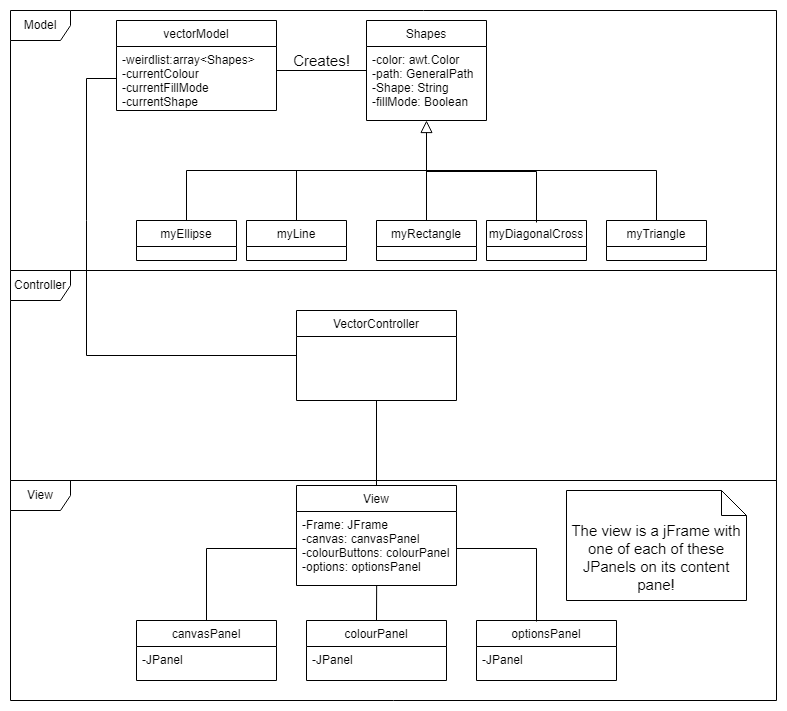 Model
vectorModel
-weirdlist:array<Shapes>
-currentColour
-currentFillMode
-currentShape
Creates!
Shapes
-color: awt.Color
-path: GeneralPath
-Shape: String
-fillMode: Boolean
myEllipse
myLine
myRectangle
myDiagonalCross
myTriangle
Controller
VectorController
View
View
-Frame: JFrame
-canvas: canvasPanel
-colourButtons: colourPanel
-options: optionsPanel
The view is a jFrame with
one of each of these
JPanels on its content
pane!
canvasPanel
-JPanel
colourPanel
-JPanel
optionsPanel
-JPanel